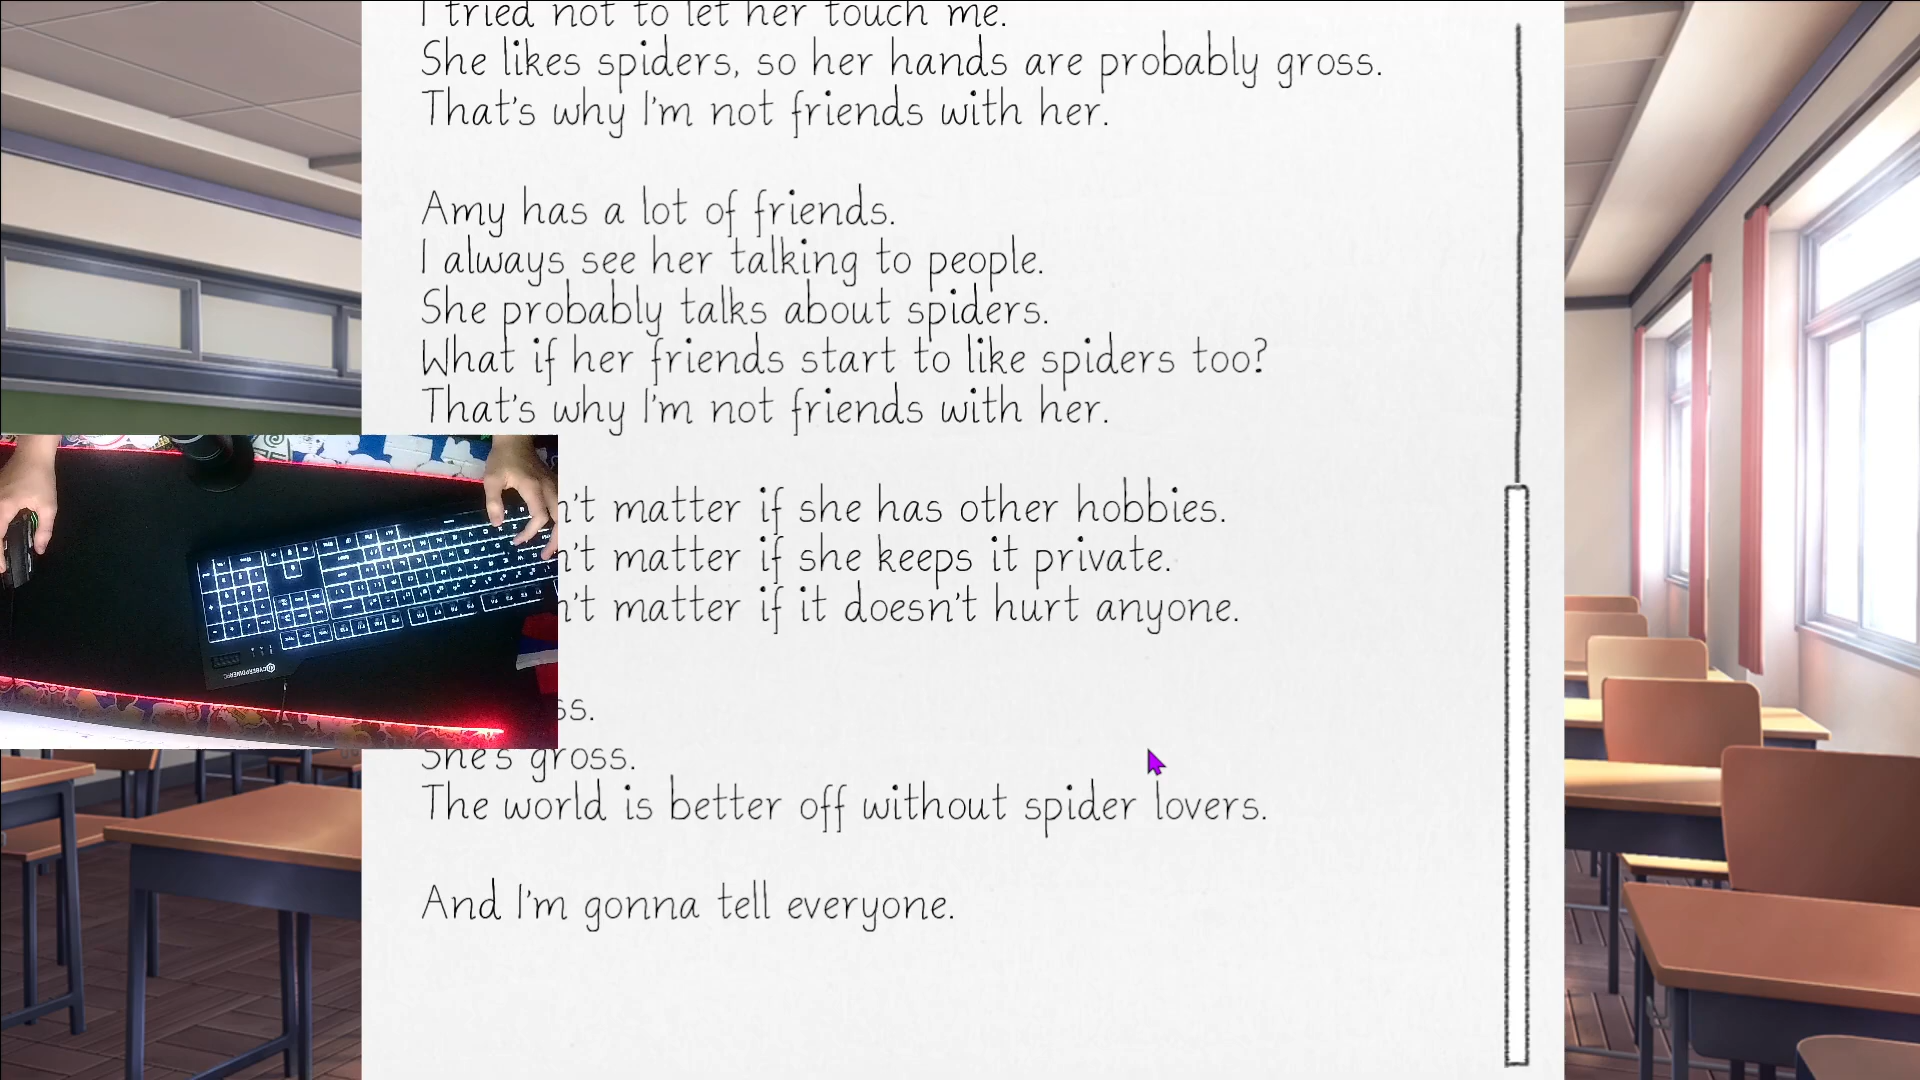 I tried not to let her touch me.
She likes spiders, so her hands are probably gross.
That's why I'm not friends with her.
Amy has a lot of friends.
I always see her talking to people.
She probably talks about spiders.
What if her friends start to like spiders too?
That's why I'm not friends with her.
n't matter if she has other hobbies.
n't matter if she keeps it private.
n't matter if it doesn't hurt anyone.
ss.
She's gross.
The world is better off without spider lovers.
And I'm gonna tell everyone.
CYBERPOWERPC